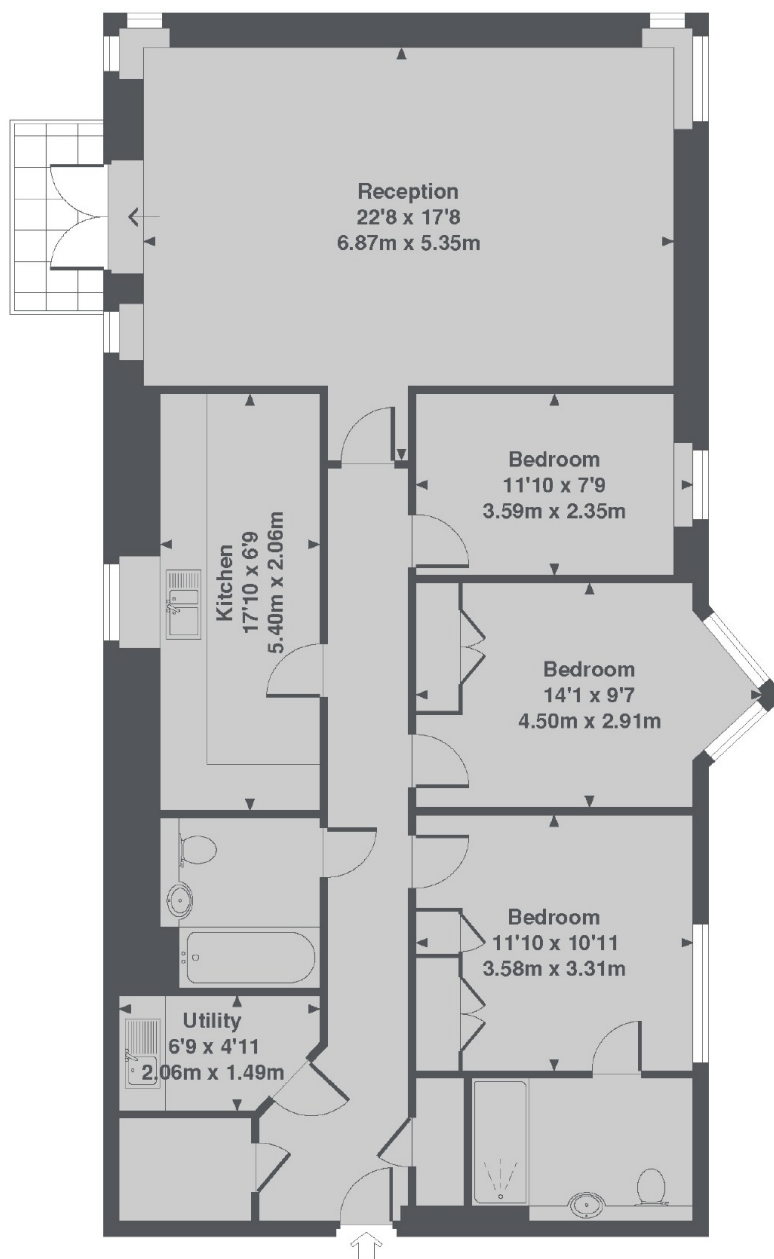 Reception
22'8 x 17'8
6.87m x 5.35m
Bedroom
11'10 x 7'9
3.59m x 2.35m
Kitchen
17'10 x 6'9
5.40m x 2.06m
Bedroom
14'1 x 9'7
4.50m x 2.91m
Bedroom
11'10 x 10'11
3.58m x 3.31m
Utility
6'9 x 4'11
2.06m x 1.49m